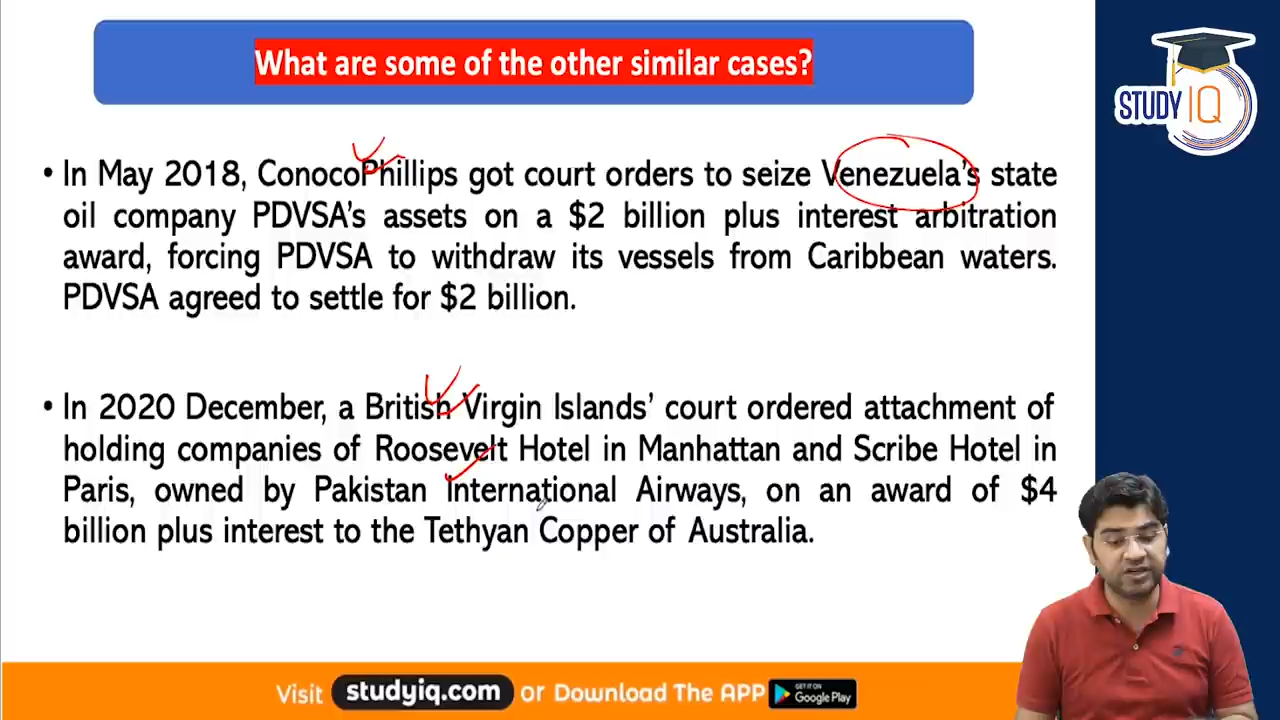 What are some of the other similar cases?
STUDY IQ
• In May 2018, ConocoPhillips got court orders to seize Venezuela's state
oil company PDVSA's assets on a $2 billion plus interest arbitration
award, forcing PDVSA to withdraw its vessels from Caribbean waters.
PDVSA agreed to settle for $2 billion.
• In 2020 December, a British Virgin Islands' court ordered attachment of
holding companies of Roosevelt Hotel in Manhattan and Scribe Hotel in
Paris, owned by Pakistan International Airways, on an award of $4
billion plus interest to the Tethyan Copper of Australia.
Visit studyiq.com or Download The APP GET IT ON Google Play